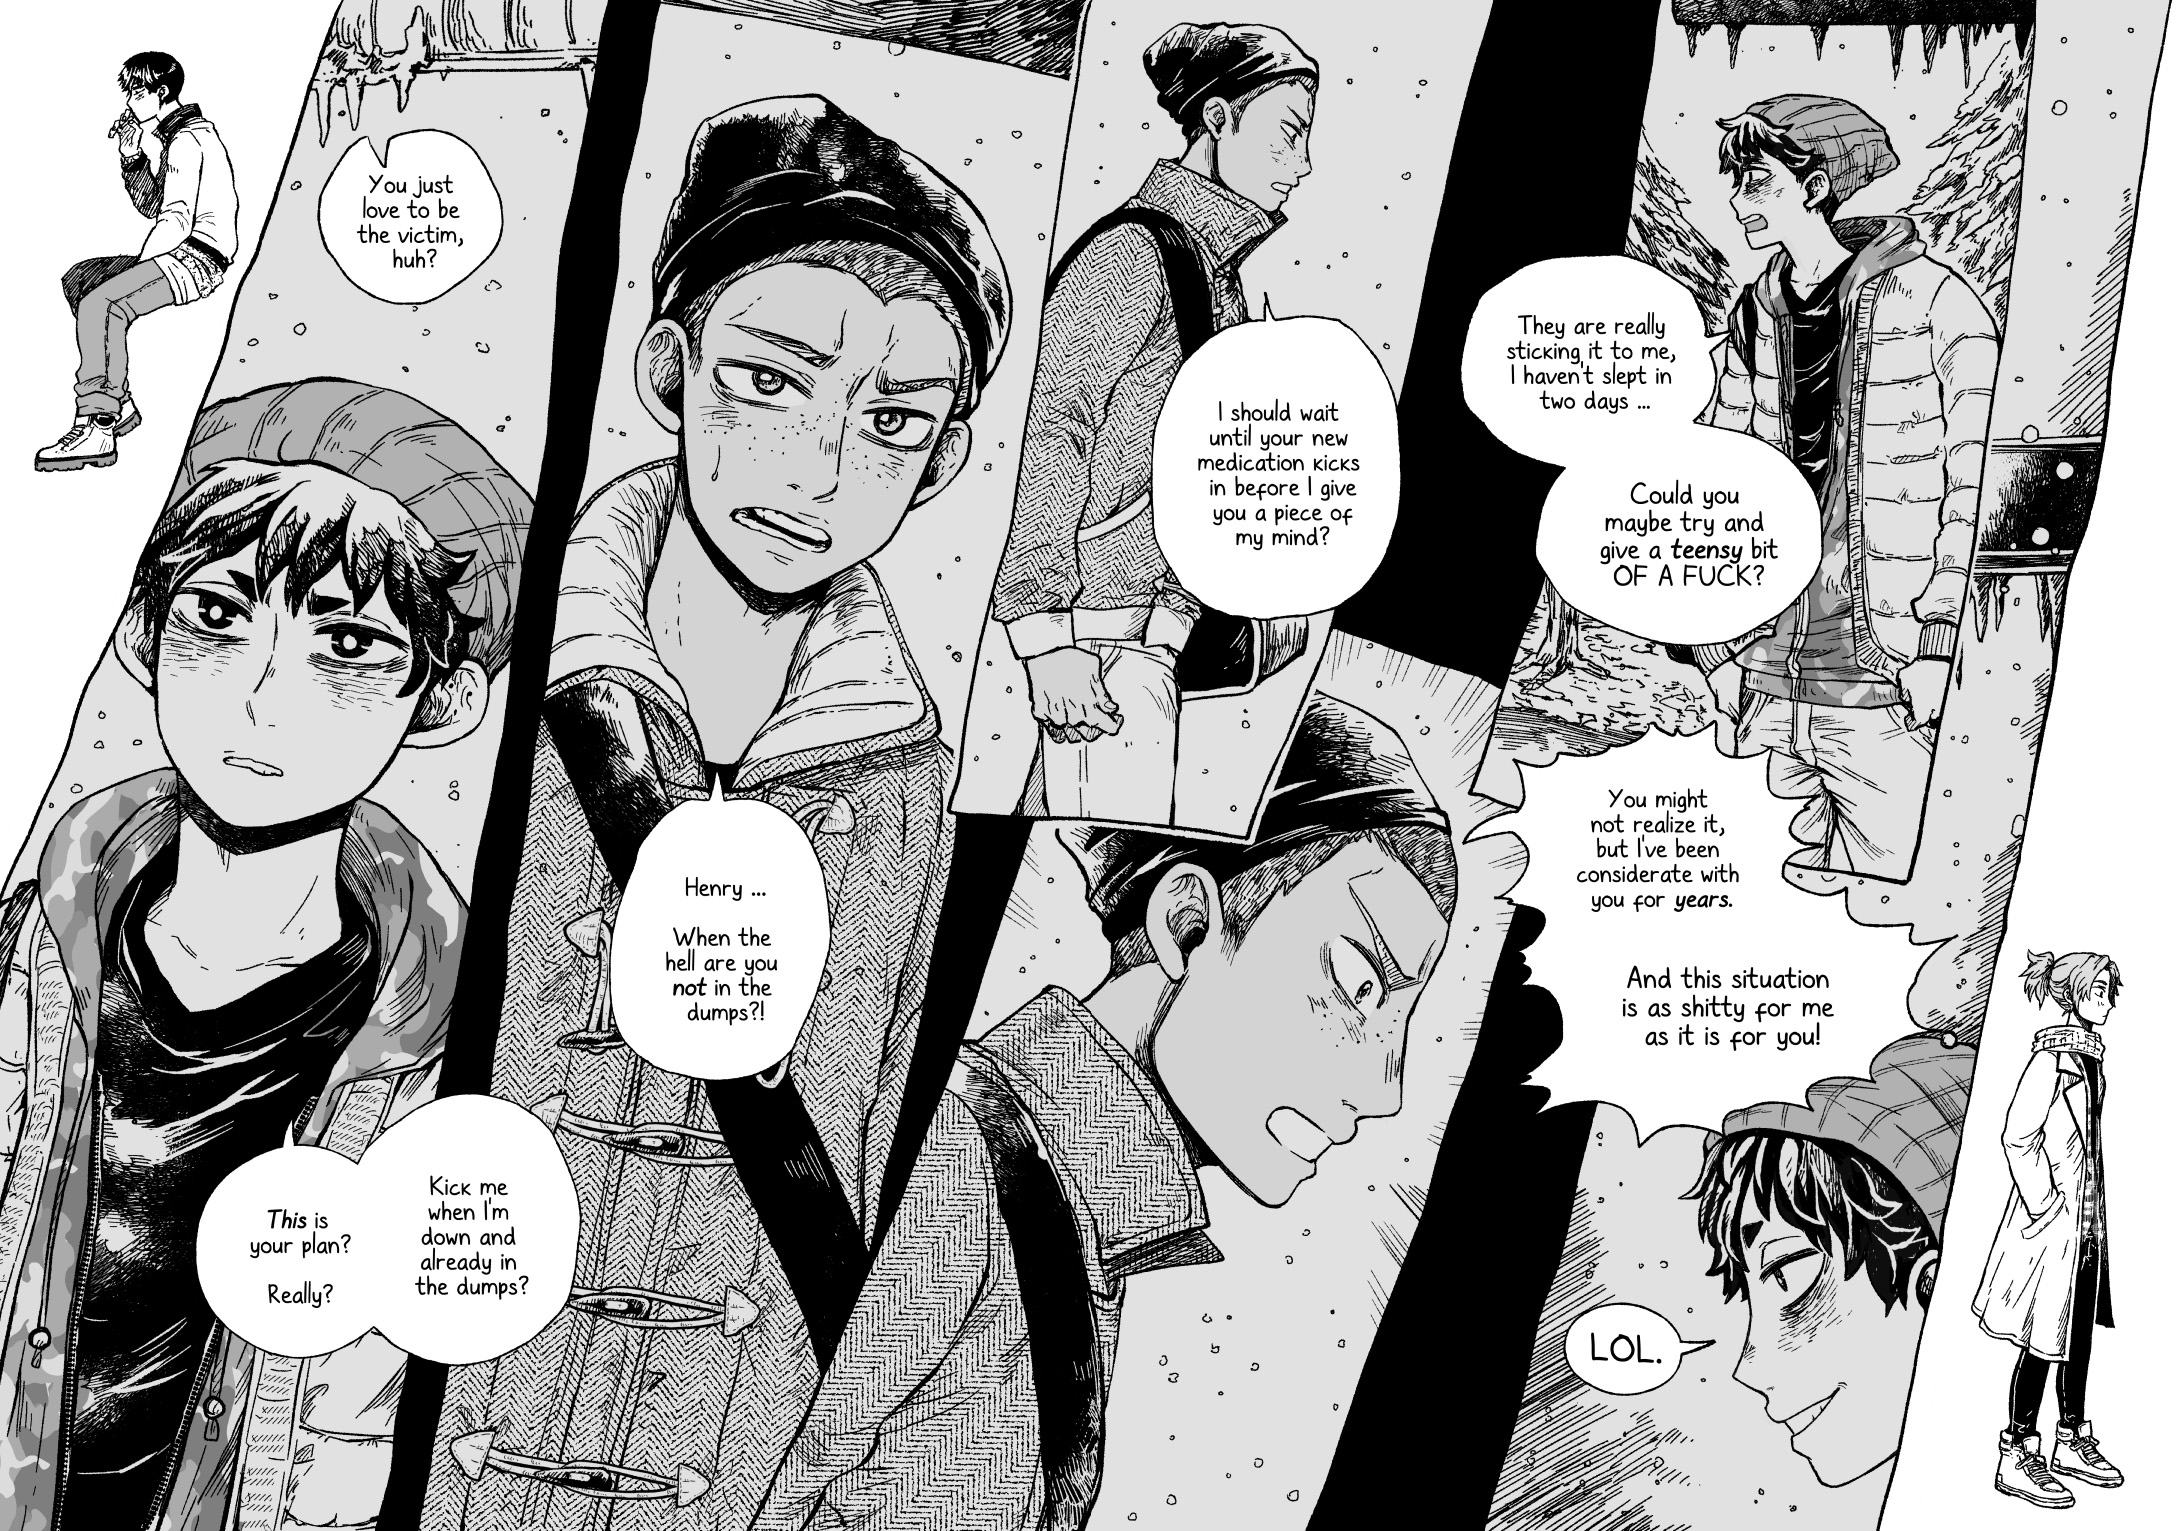 You just
love to be
the victim,
huh?
This is
your plan?
Really?
Kick me
when I'm
down and
already in
the dumps?
Henry ...
When the
hell are you
not in the
dumps?!
I should wait
until your new
medication kicks
in before I give
you a piece of
my mind?
They are really
sticking it to me,
I haven't slept in
two days ...
Could you
maybe try and
give a teensy bit
OF A FUCK?
You might
not realize it,
but I've been
considerate with
you for years.
And this situation
is as shitty for me
as it is for you!
LOL.